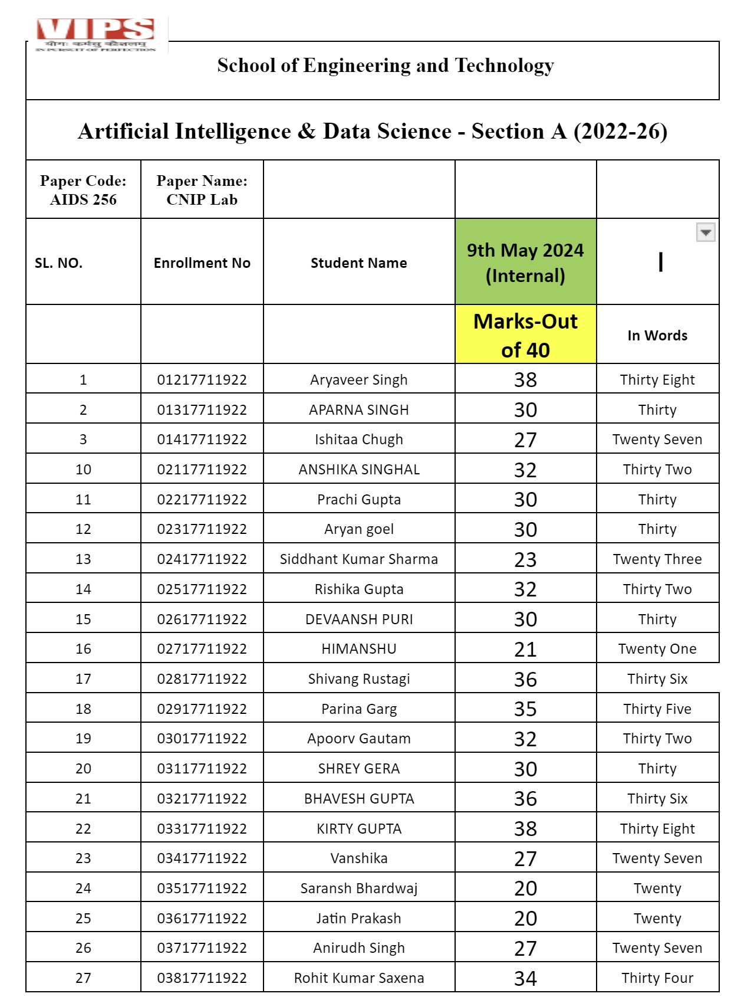 VIPS
योगः कर्मसु कौशलम्
IN PURSUIT OF PERFECTION
School of Engineering and Technology
Artificial Intelligence & Data Science - Section A (2022-26)
Paper Code: AIDS 256 Paper Name: CNIP Lab
SL. NO. Enrollment No Student Name 9th May 2024 (Internal) I
Marks-Out of 40 In Words
1 01217711922 Aryaveer Singh 38 Thirty Eight
2 01317711922 APARNA SINGH 30 Thirty
3 01417711922 Ishitaa Chugh 27 Twenty Seven
10 02117711922 ANSHIKA SINGHAL 32 Thirty Two
11 02217711922 Prachi Gupta 30 Thirty
12 02317711922 Aryan goel 30 Thirty
13 02417711922 Siddhant Kumar Sharma 23 Twenty Three
14 02517711922 Rishika Gupta 32 Thirty Two
15 02617711922 DEVAANSH PURI 30 Thirty
16 02717711922 HIMANSHU 21 Twenty One
17 02817711922 Shivang Rustagi 36 Thirty Six
18 02917711922 Parina Garg 35 Thirty Five
19 03017711922 Apoorv Gautam 32 Thirty Two
20 03117711922 SHREY GERA 30 Thirty
21 03217711922 BHAVESH GUPTA 36 Thirty Six
22 03317711922 KIRTY GUPTA 38 Thirty Eight
23 03417711922 Vanshika 27 Twenty Seven
24 03517711922 Saransh Bhardwaj 20 Twenty
25 03617711922 Jatin Prakash 20 Twenty
26 03717711922 Anirudh Singh 27 Twenty Seven
27 03817711922 Rohit Kumar Saxena 34 Thirty Four